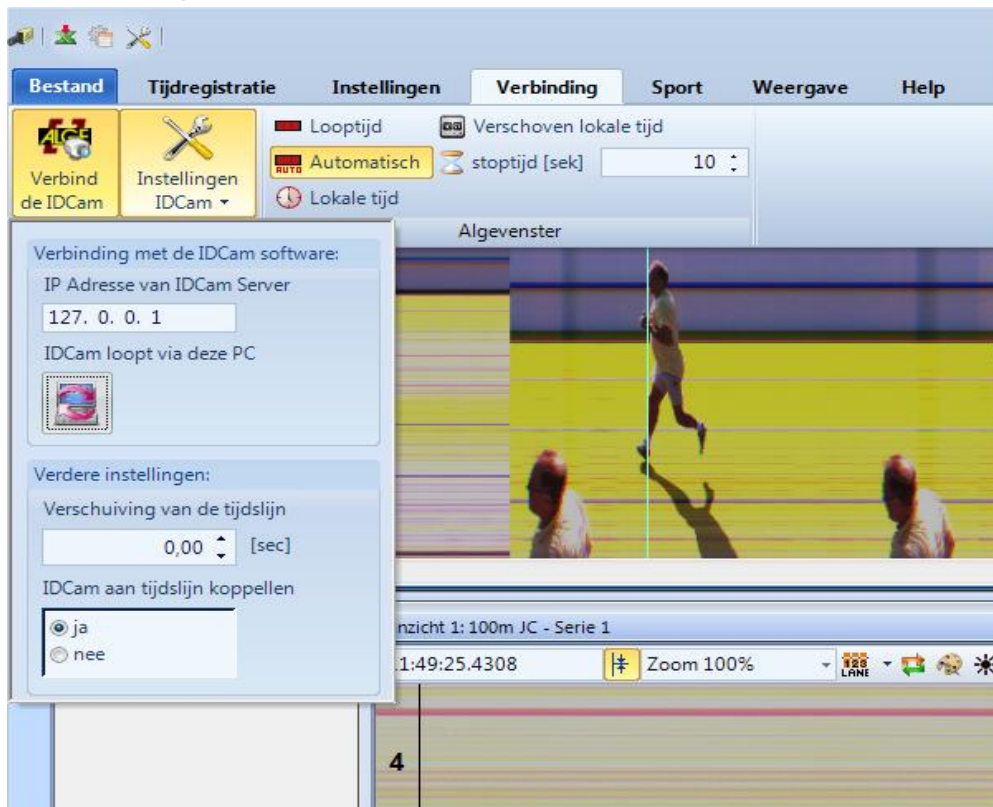 Bestand Tijdregistratie Instellingen Verbinding Sport Weergave Help
ALGE
Verbind
de IDCam
Instellingen
IDCam
Looptijd
AUTO Automatisch
Lokale tijd
Verschoven lokale tijd
stoptijd [sek] 10
Algevenster
Verbinding met de IDCam software:
IP Adresse van IDCam Server
127. 0. 0. 1
IDCam loopt via deze PC
Verdere instellingen:
Verschuiving van de tijdslijn
0,00 [sec]
IDCam aan tijdslijn koppellen
ja
nee
nzicht 1: 100m JC - Serie 1
1:49:25.4308 Zoom 100% 123 LANE
4